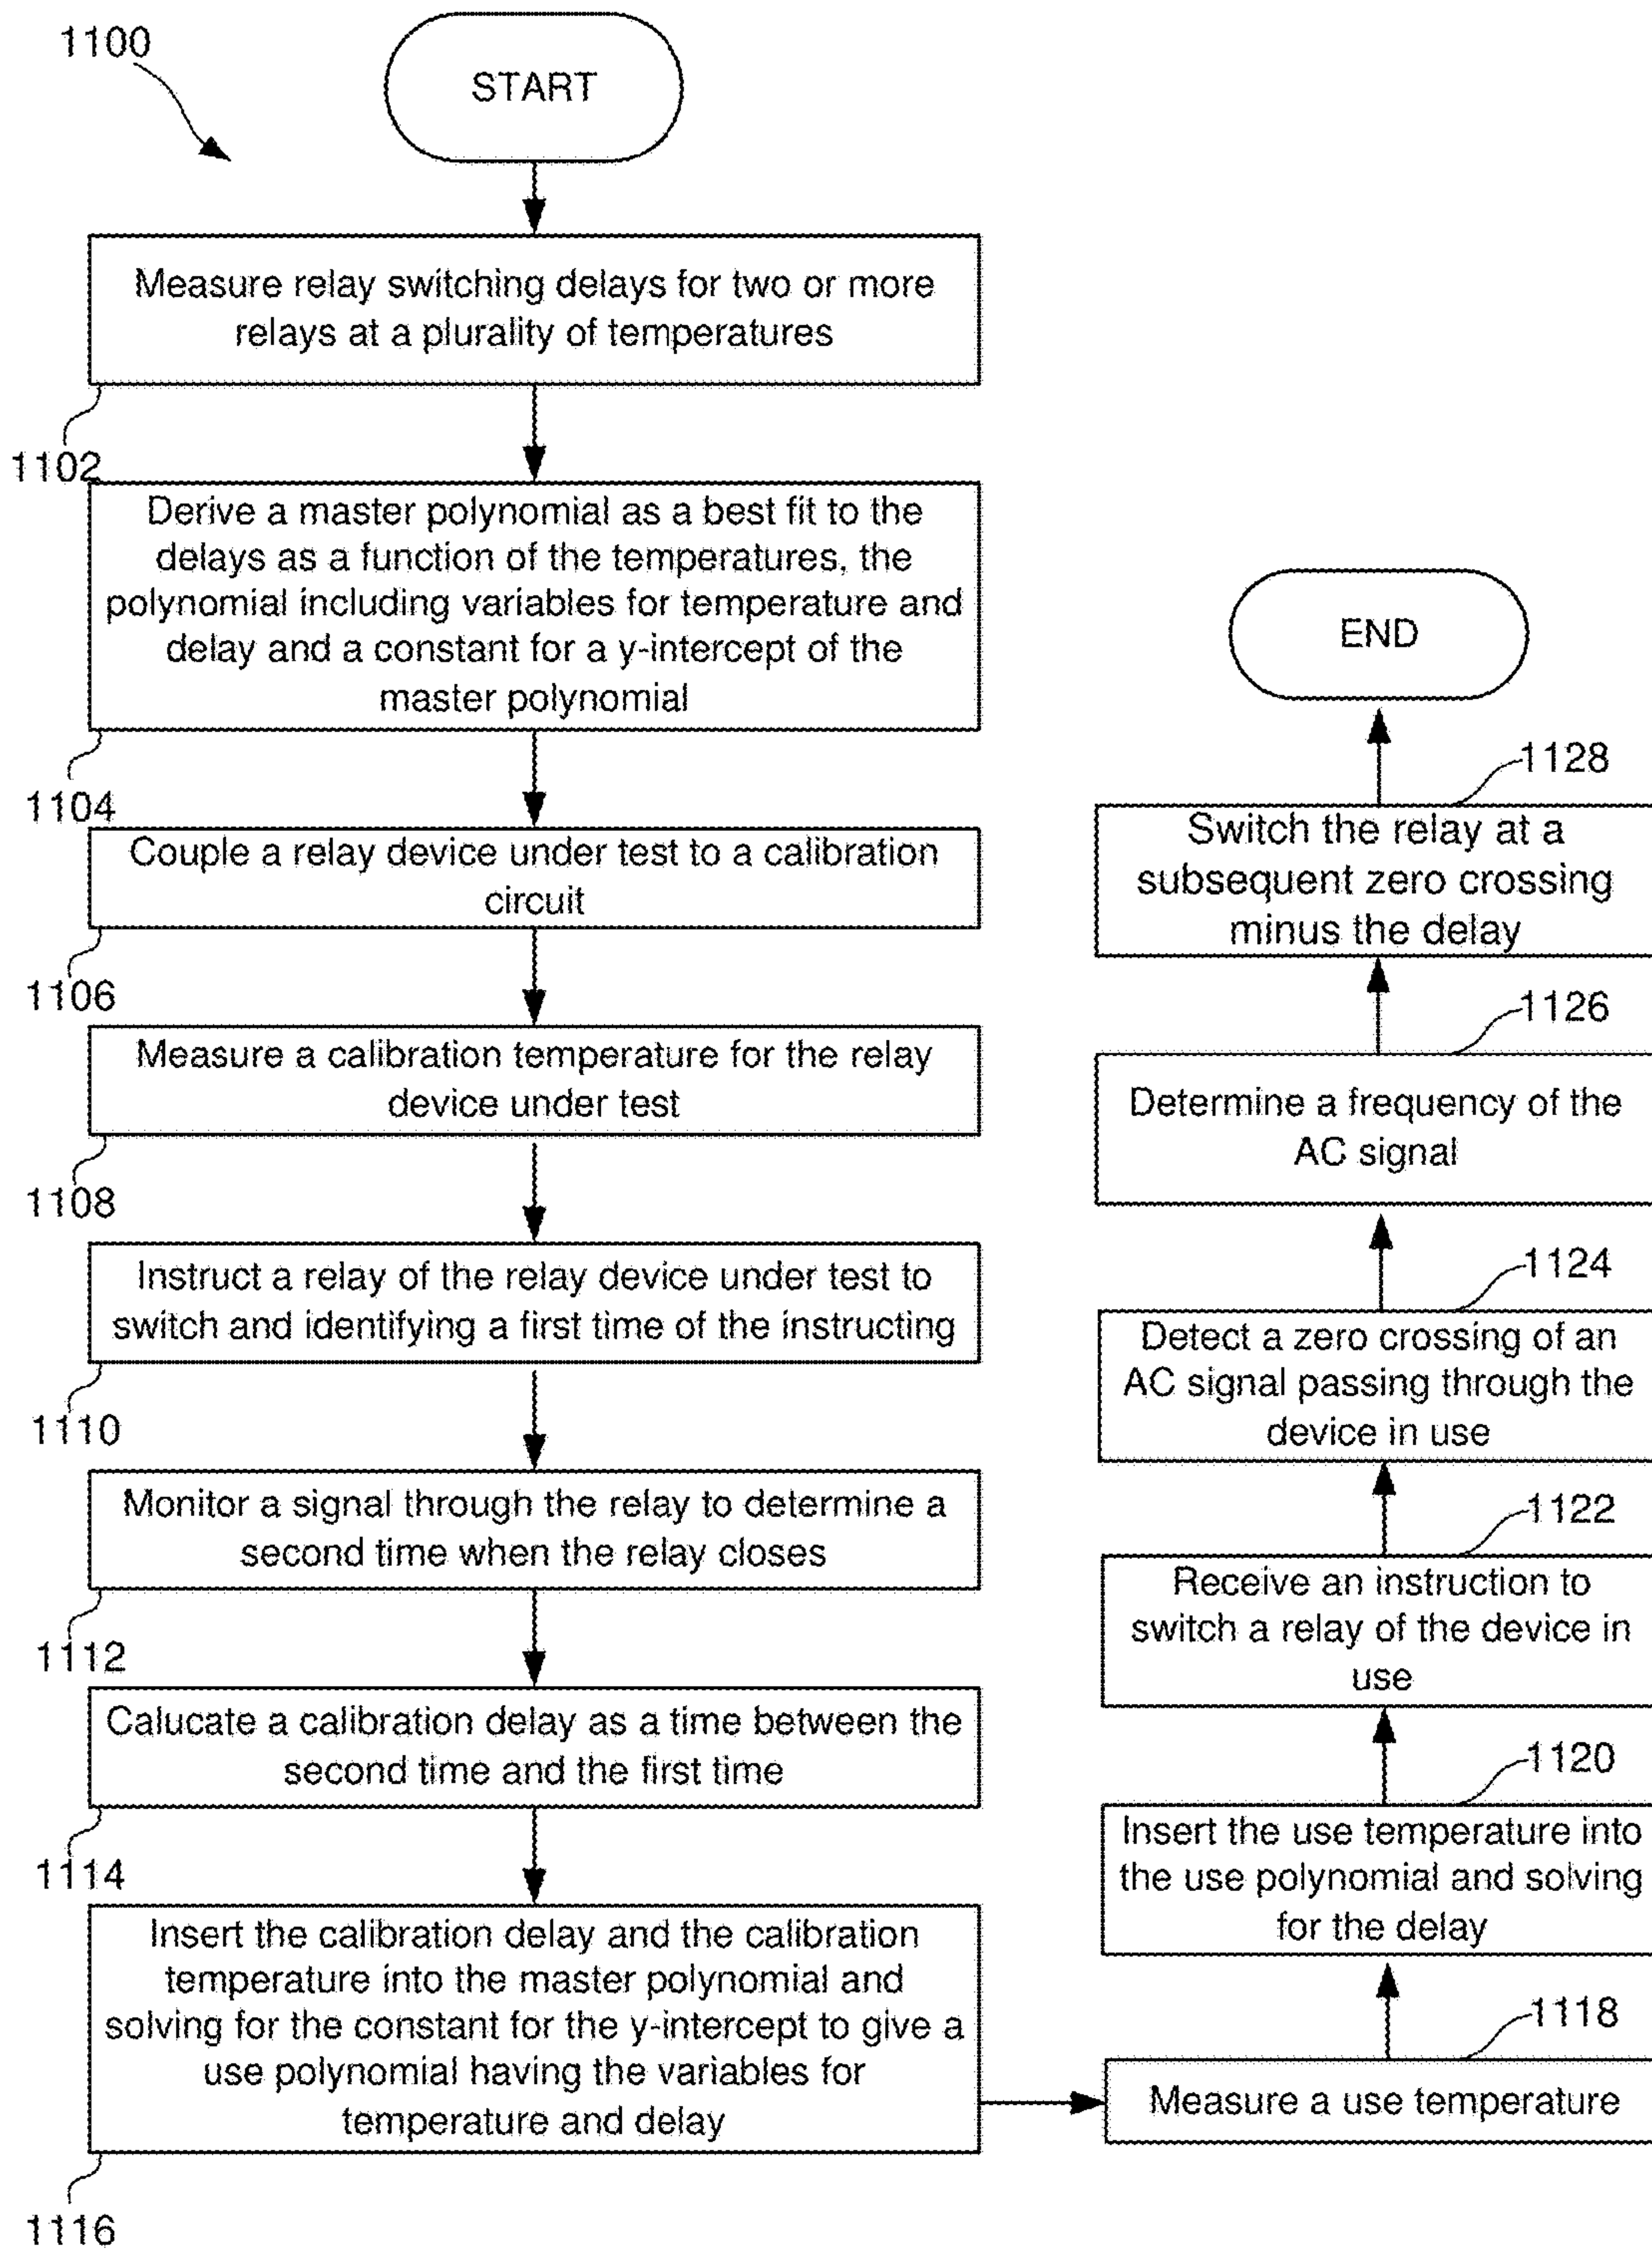 1100
START
Measure relay switching delays for two or more
relays at a plurality of temperatures
1102
Derive a master polynomial as a best fit to the
delays as a function of the temperatures, the
polynomial including variables for temperature and
delay and a constant for a y-intercept of the
master polynomial
1104
Couple a relay device under test to a calibration
circuit
1106
Measure a calibration temperature for the relay
device under test
1108
Instruct a relay of the relay device under test to
switch and identifying a first time of the instructing
1110
Monitor a signal through the relay to determine a
second time when the relay closes
1112
Calucate a calibration delay as a time between the
second time and the first time
1114
Insert the calibration delay and the calibration
temperature into the master polynomial and
solving for the constant for the y-intercept to give a
use polynomial having the variables for
temperature and delay
1116
1118
Measure a use temperature
1120
Insert the use temperature into
the use polynomial and solving
for the delay
1122
Receive an instruction to
switch a relay of the device in
use
1124
Detect a zero crossing of an
AC signal passing through the
device in use
1126
Determine a frequency of the
AC signal
1128
Switch the relay at a
subsequent zero crossing
minus the delay
END